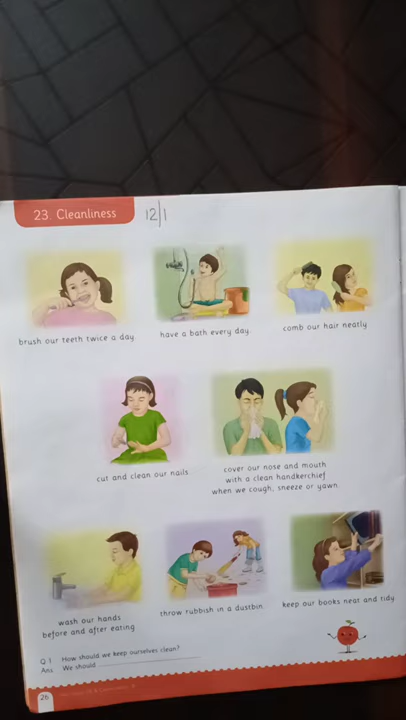 23. Cleanliness
12/1
brush our teeth twice a day
have a bath every day
comb our hair neatly
cut and clean our nails
cover our nose and mouth
with a clean handkerchief
when we cough, sneeze or yawn
wash our hands
before and after eating
throw rubbish in a dustbin
keep our books neat and tidy
Q 1 How should we keep ourselves clean?
Ans We should
26